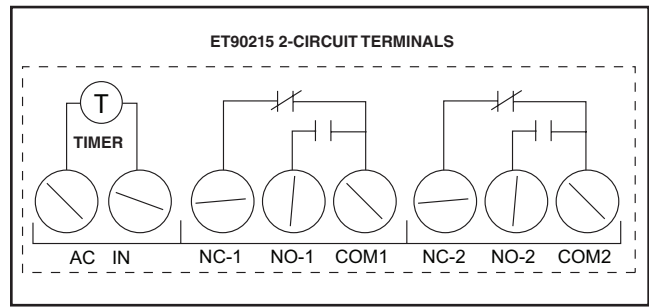 ET90215 2-CIRCUIT TERMINALS
T
TIMER
AC IN NC-1 NO-1 COM1 NC-2 NO-2 COM2